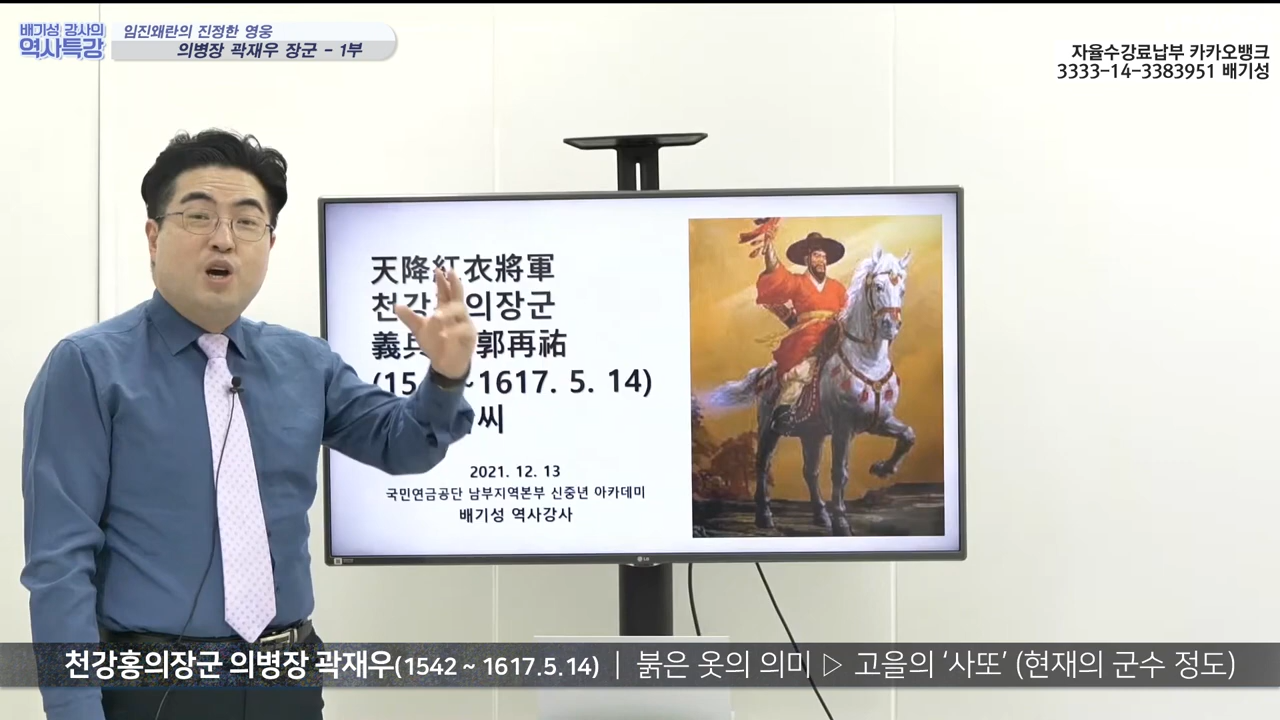 배기성 강사의
역사특강
임진왜란의 진정한 영웅
의병장 곽재우 장군 - 1부
자율수강료납부 카카오뱅크
3333-14-3383951 배기성
天降紅衣將軍
천강 의장군
義兵 郭再祐
(15 ~1617. 5. 14)
씨
2021. 12. 13
국민연금공단 남부지역본부 신중년 아카데미
배기성 역사강사
LG
천강홍의장군 의병장 곽재우(1542 ~ 1617.5.14) | 붉은 옷의 의미 ▷ 고을의 ‘사또’ (현재의 군수 정도)